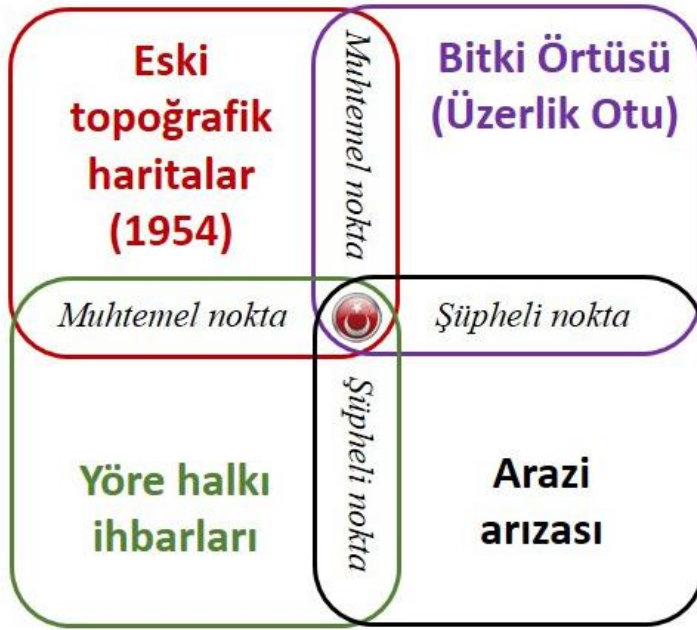 Eski
topoğrafik
haritalar
(1954)
Muhtemel nokta
Bitki Örtüsü
(Üzerlik Otu)
Muhtemel nokta
Şüpheli nokta
Yöre halkı
ihbarları
Şüpheli nokta
Arazi
arızası